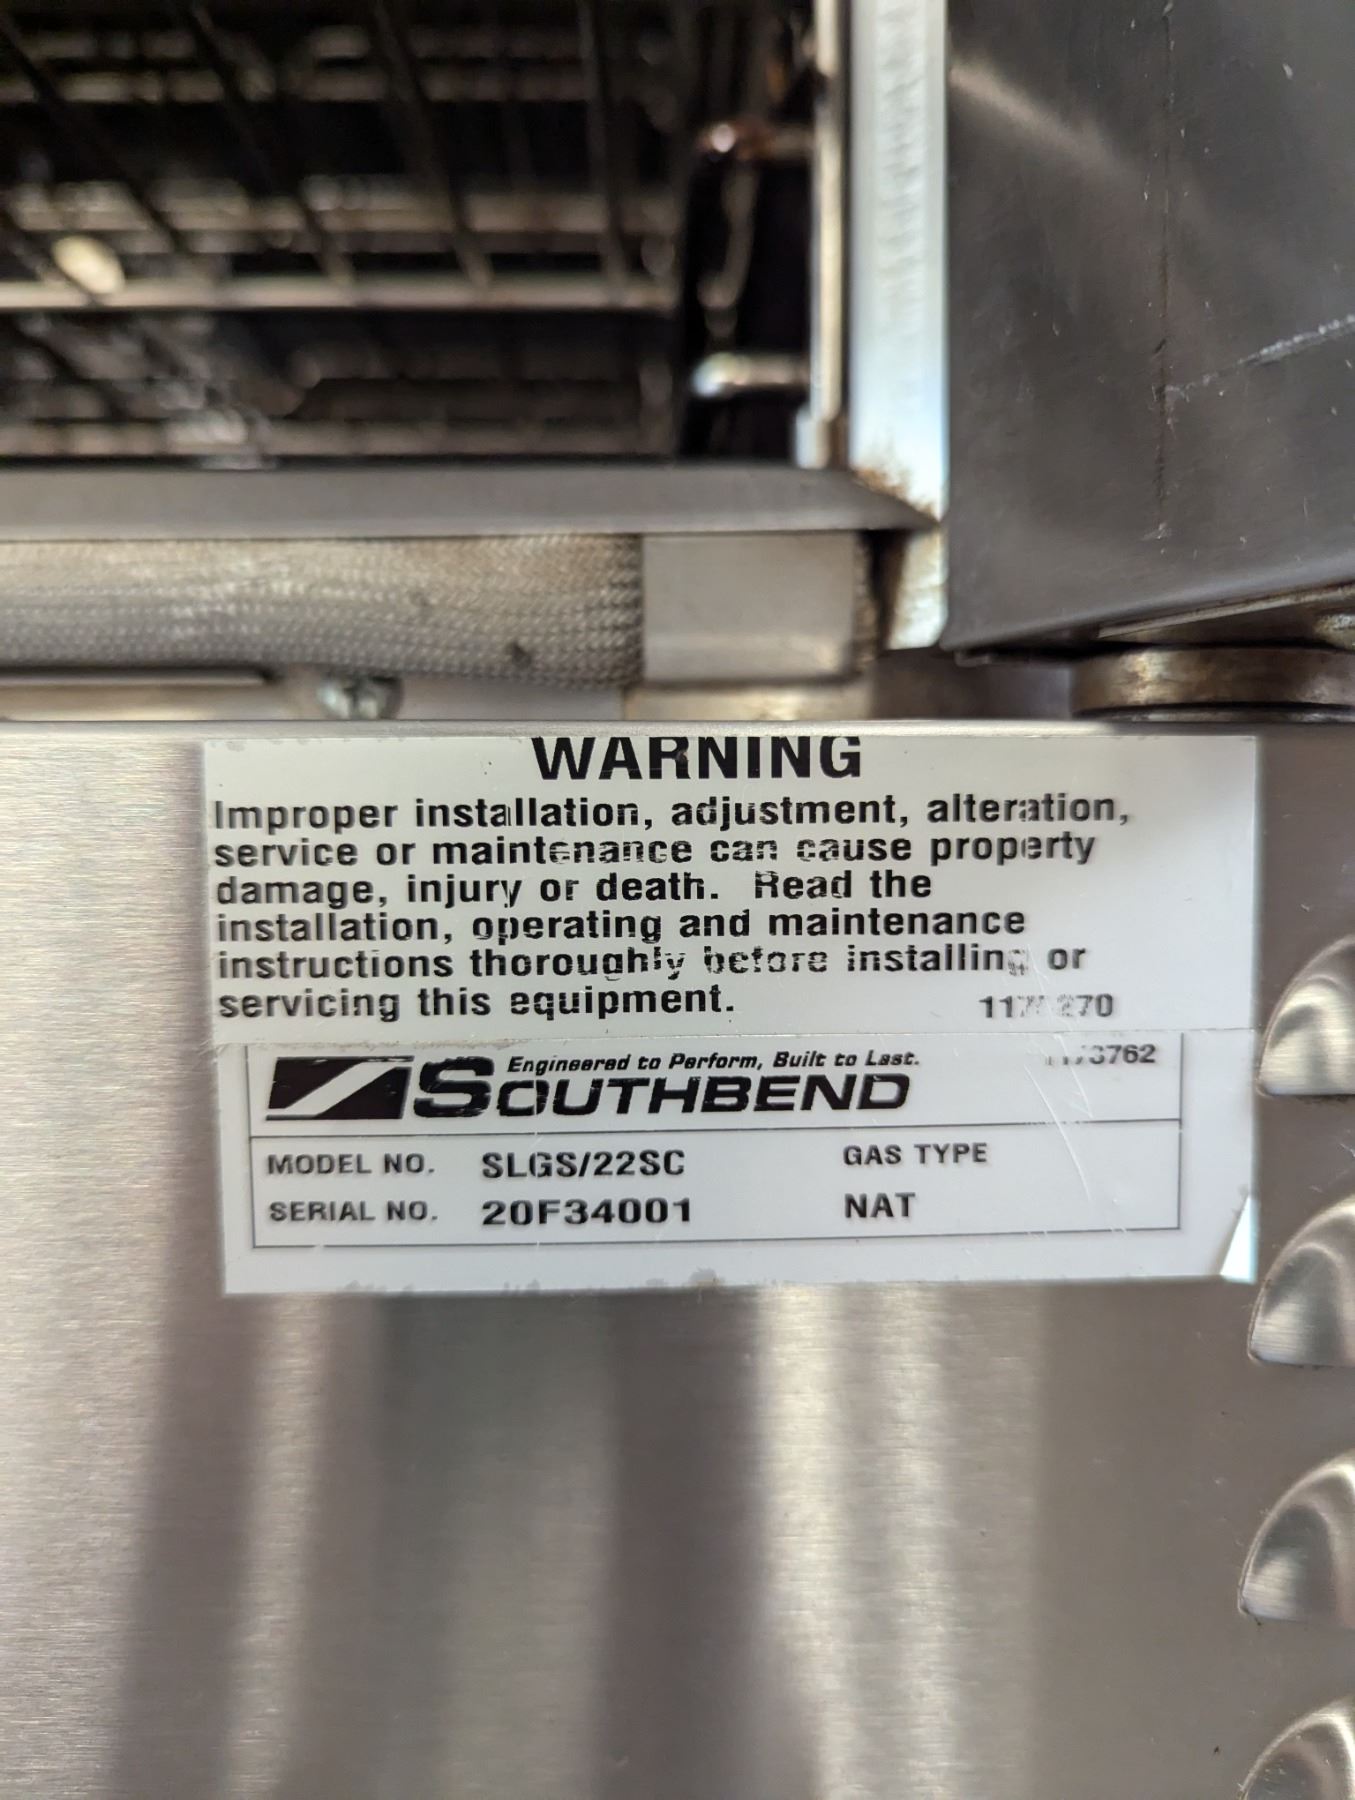 WARNING
Improper installation, adjustment, alteration,
service or maintenance can cause property
damage, injury or death. Read the
installation, operating and maintenance
instructions thoroughly before installing or
servicing this equipment.
Engineered to Perform, Built to Last.
SOUTHBEND
MODEL NO. SLGS/22SC GAS TYPE
SERIAL NO. 20F34001 NAT